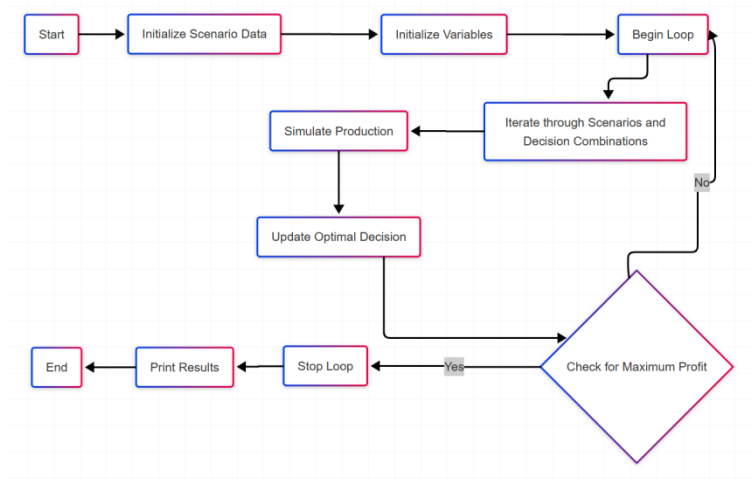 Start
Initialize Scenario Data
Initialize Variables
Begin Loop
Iterate through Scenarios and
Decision Combinations
Simulate Production
No
Update Optimal Decision
Check for Maximum Profit
Yes
Stop Loop
Print Results
End